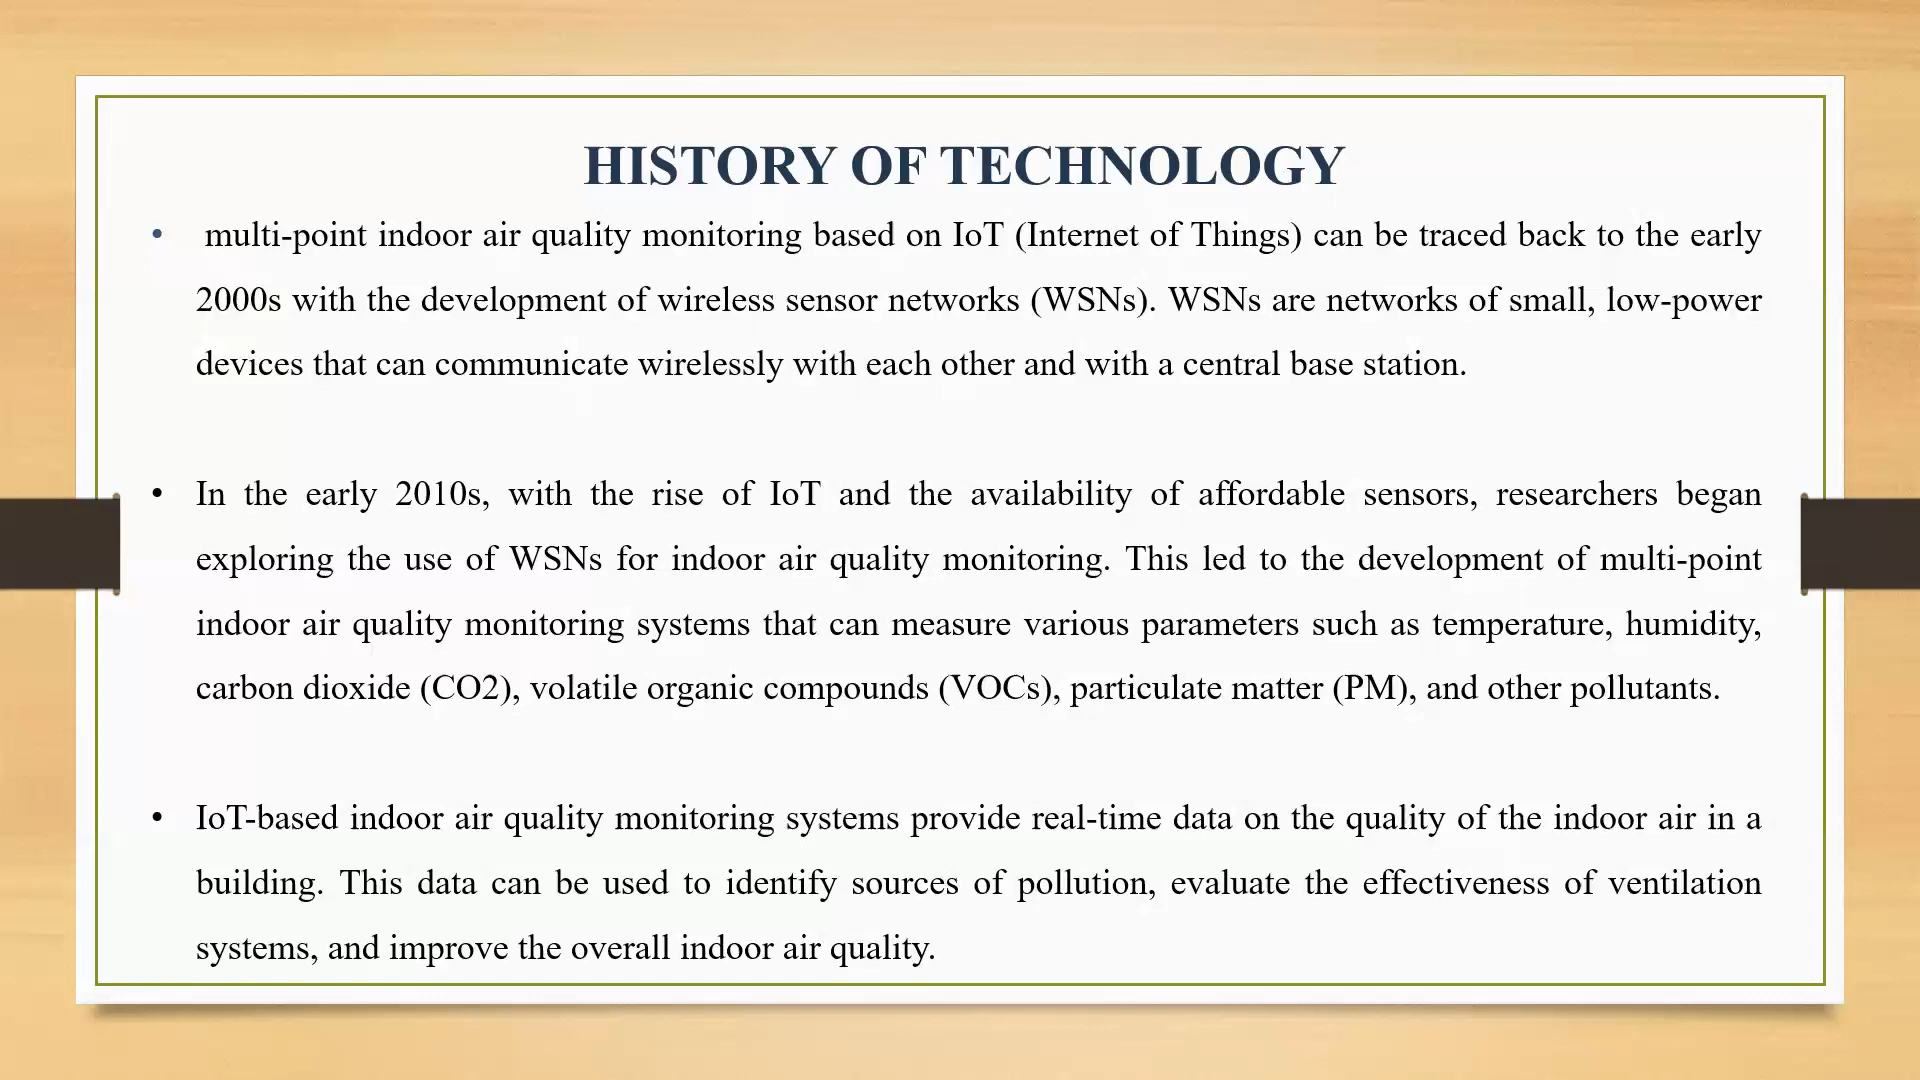 HISTORY OF TECHNOLOGY
• multi-point indoor air quality monitoring based on IoT (Internet of Things) can be traced back to the early
2000s with the development of wireless sensor networks (WSNs). WSNs are networks of small, low-power
devices that can communicate wirelessly with each other and with a central base station.
• In the early 2010s, with the rise of IoT and the availability of affordable sensors, researchers began
exploring the use of WSNs for indoor air quality monitoring. This led to the development of multi-point
indoor air quality monitoring systems that can measure various parameters such as temperature, humidity,
carbon dioxide (CO2), volatile organic compounds (VOCs), particulate matter (PM), and other pollutants.
• IoT-based indoor air quality monitoring systems provide real-time data on the quality of the indoor air in a
building. This data can be used to identify sources of pollution, evaluate the effectiveness of ventilation
systems, and improve the overall indoor air quality.